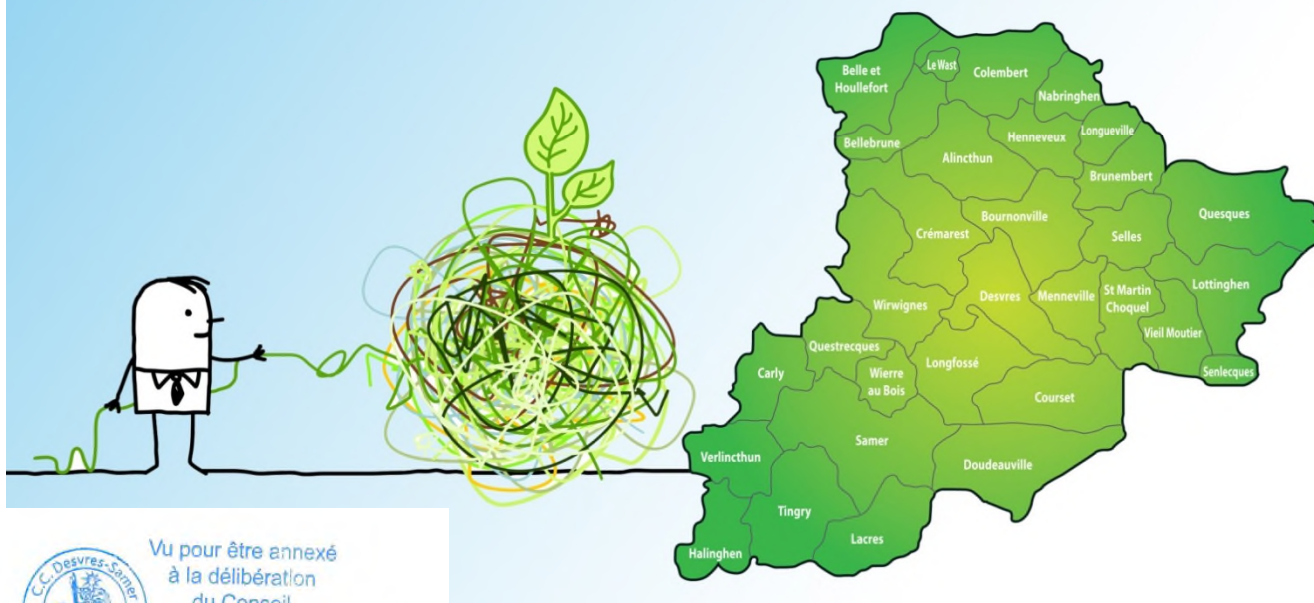 Belle et
Houllefort
Le Wast
Colembert
Nabringhen
Bellebrune
Henneveux
Longueville
Alincthun
Brunembert
Bournonville
Quesques
Crémarest
Selles
Lottinghen
Desvres
Menneville
St Martin
Choquel
Wirwignes
Vieil Moutier
Questrecques
Longfossé
Carly
Wierre
au Bois
Senlecques
Courset
Samer
Verlincthun
Doudeauville
Tingry
Lacres
Halinghen
C.C. Desvres-Samer
Vu pour être annexé
à la délibération
du Conseil